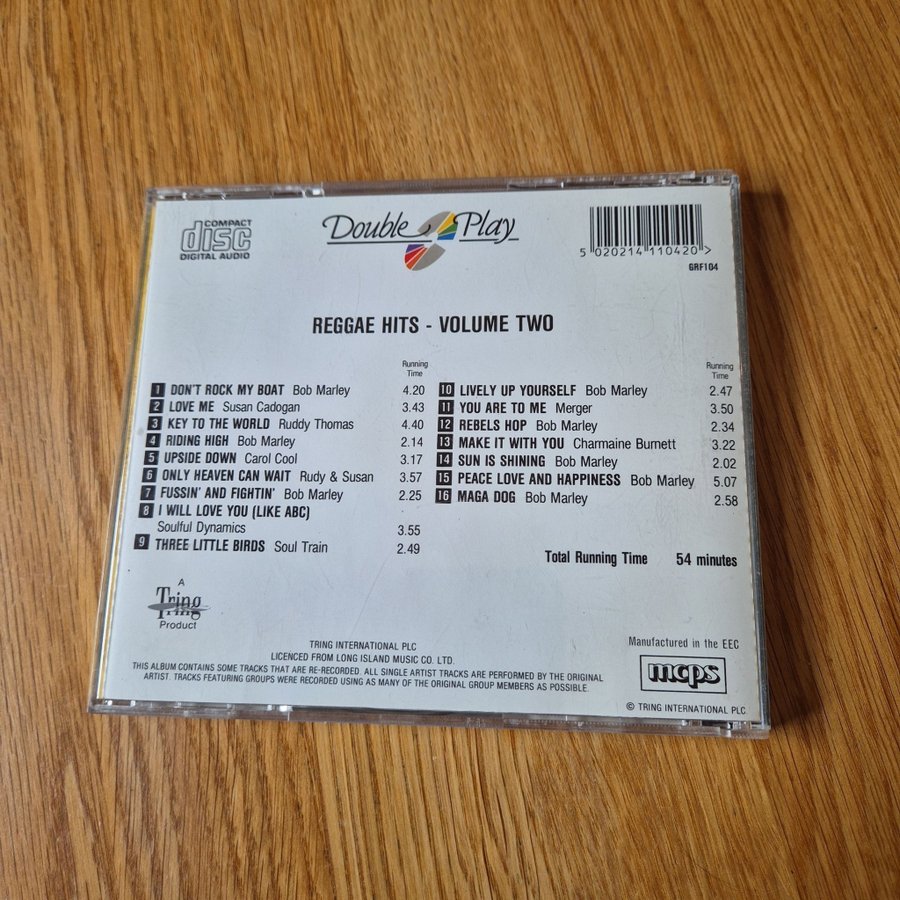 COMPACT
disc
DIGITAL AUDIO
Double Play
5 020214 110420 >
GRF104
REGGAE HITS - VOLUME TWO
Running
Time
1 DON'T ROCK MY BOAT Bob Marley 4.20
2 LOVE ME Susan Cadogan 3.43
3 KEY TO THE WORLD Ruddy Thomas 4.40
4 RIDING HIGH Bob Marley 2.14
5 UPSIDE DOWN Carol Cool 3.17
6 ONLY HEAVEN CAN WAIT Rudy & Susan 3.57
7 FUSSIN' AND FIGHTIN' Bob Marley 2.25
8 I WILL LOVE YOU (LIKE ABC)
Soulful Dynamics 3.55
9 THREE LITTLE BIRDS Soul Train 2.49
Running
Time
10 LIVELY UP YOURSELF Bob Marley 2.47
11 YOU ARE TO ME Merger 3.50
12 REBELS HOP Bob Marley 2.34
13 MAKE IT WITH YOU Charmaine Burnett 3.22
14 SUN IS SHINING Bob Marley 2.02
15 PEACE LOVE AND HAPPINESS Bob Marley 5.07
16 MAGA DOG Bob Marley 2.58
Total Running Time 54 minutes
A
Tring
Product
TRING INTERNATIONAL PLC
LICENCED FROM LONG ISLAND MUSIC CO. LTD.
THIS ALBUM CONTAINS SOME TRACKS THAT ARE RE-RECORDED. ALL SINGLE ARTIST TRACKS ARE PERFORMED BY THE ORIGINAL
ARTIST. TRACKS FEATURING GROUPS WERE RECORDED USING AS MANY OF THE ORIGINAL GROUP MEMBERS AS POSSIBLE.
Manufactured in the EEC
mcps
© TRING INTERNATIONAL PLC